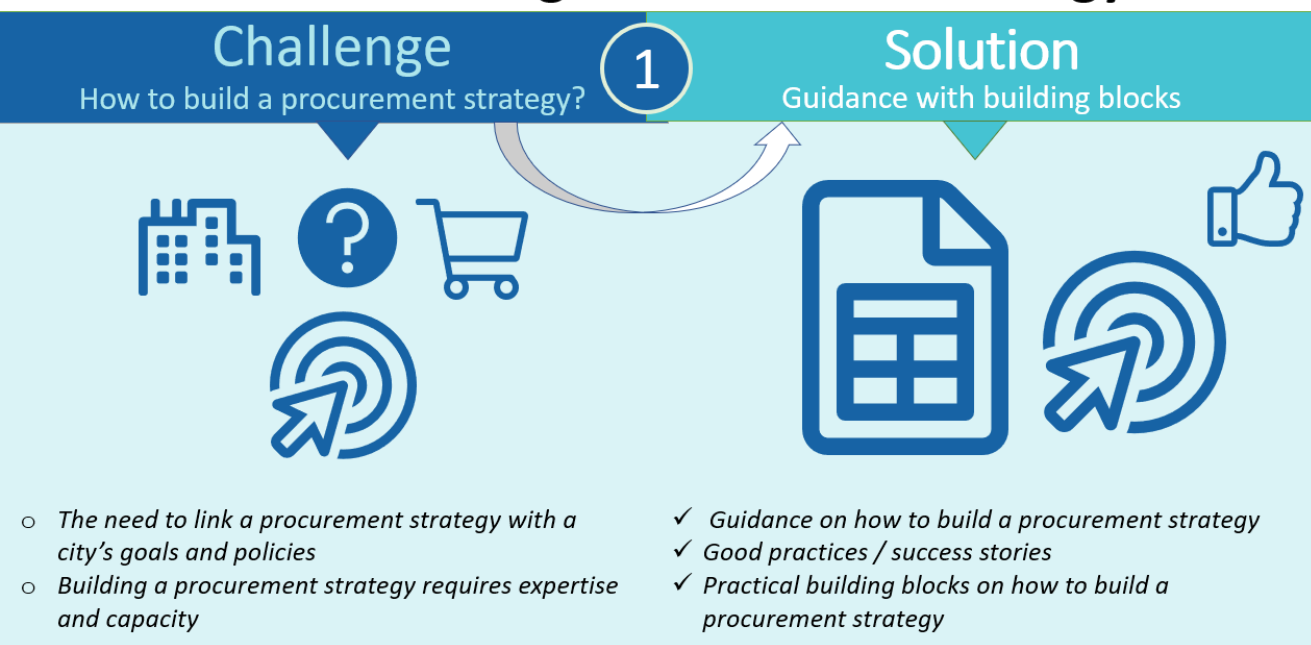 Challenge
How to build a procurement strategy?
1
Solution
Guidance with building blocks
?
o The need to link a procurement strategy with a
city's goals and policies
o Building a procurement strategy requires expertise
and capacity
✓ Guidance on how to build a procurement strategy
✓ Good practices / success stories
✓ Practical building blocks on how to build a
procurement strategy